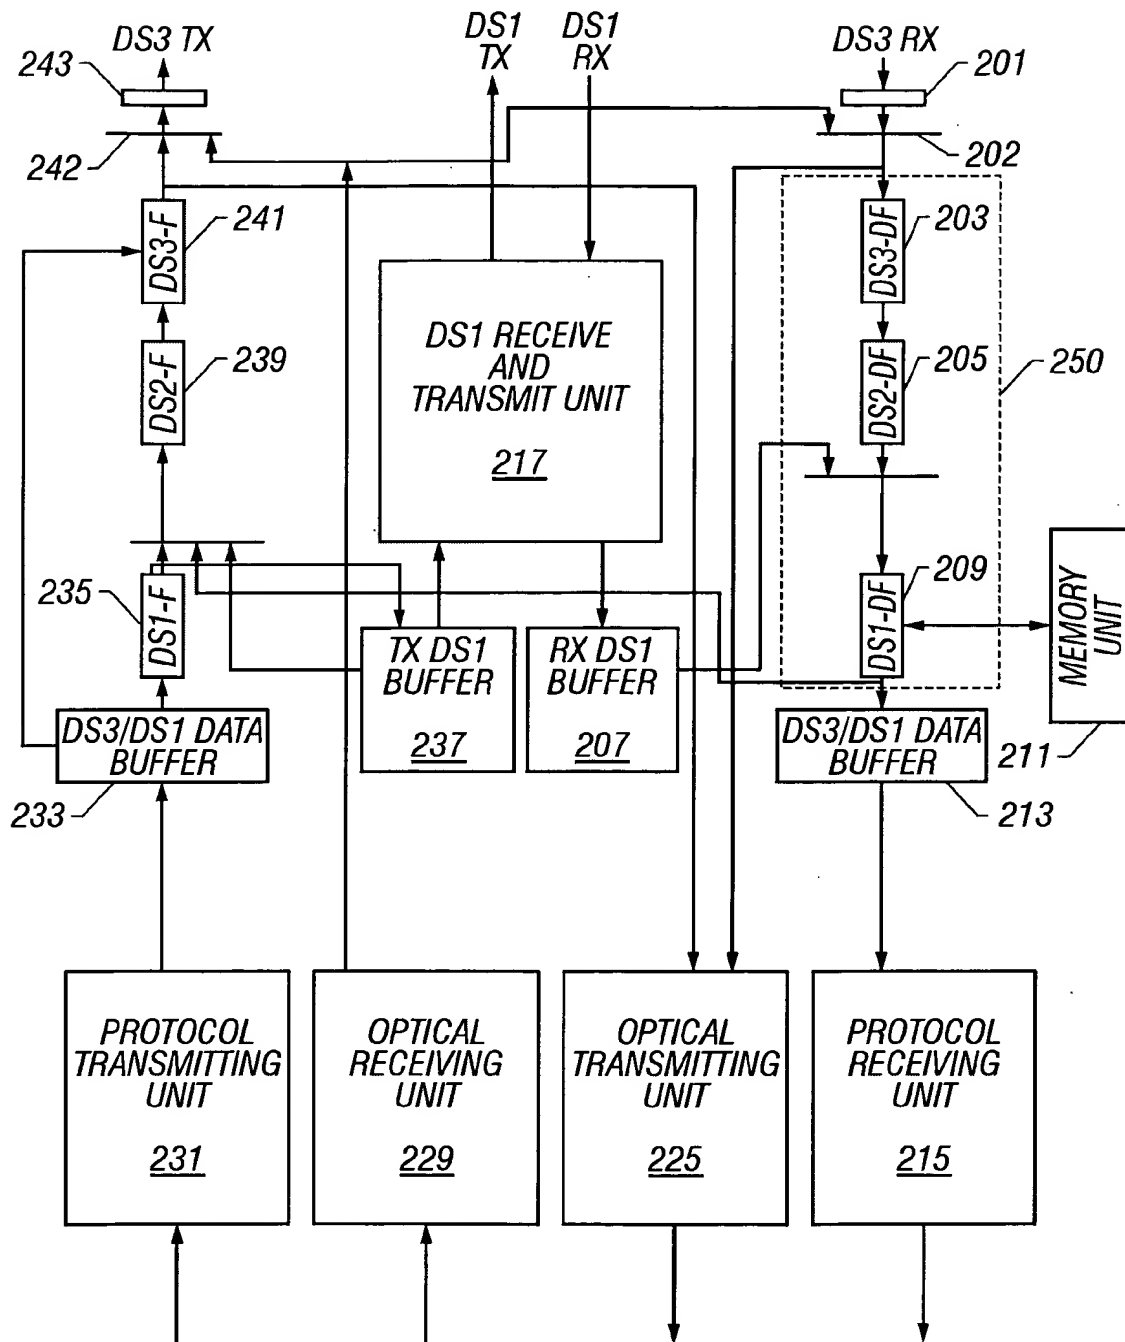 DS3 TX
DS1
TX
DS1
RX
DS3 RX
243
201
242
202
DS3-F
241
DS3-DF
203
DS2-F
239
DS2-DF
205
250
DS1 RECEIVE
AND
TRANSMIT UNIT
217
235
DS1-F
209
DS1-DF
MEMORY
UNIT
211
TX DS1
BUFFER
237
RX DS1
BUFFER
207
DS3/DS1 DATA
BUFFER
233
DS3/DS1 DATA
BUFFER
213
PROTOCOL
TRANSMITTING
UNIT
231
OPTICAL
RECEIVING
UNIT
229
OPTICAL
TRANSMITTING
UNIT
225
PROTOCOL
RECEIVING
UNIT
215